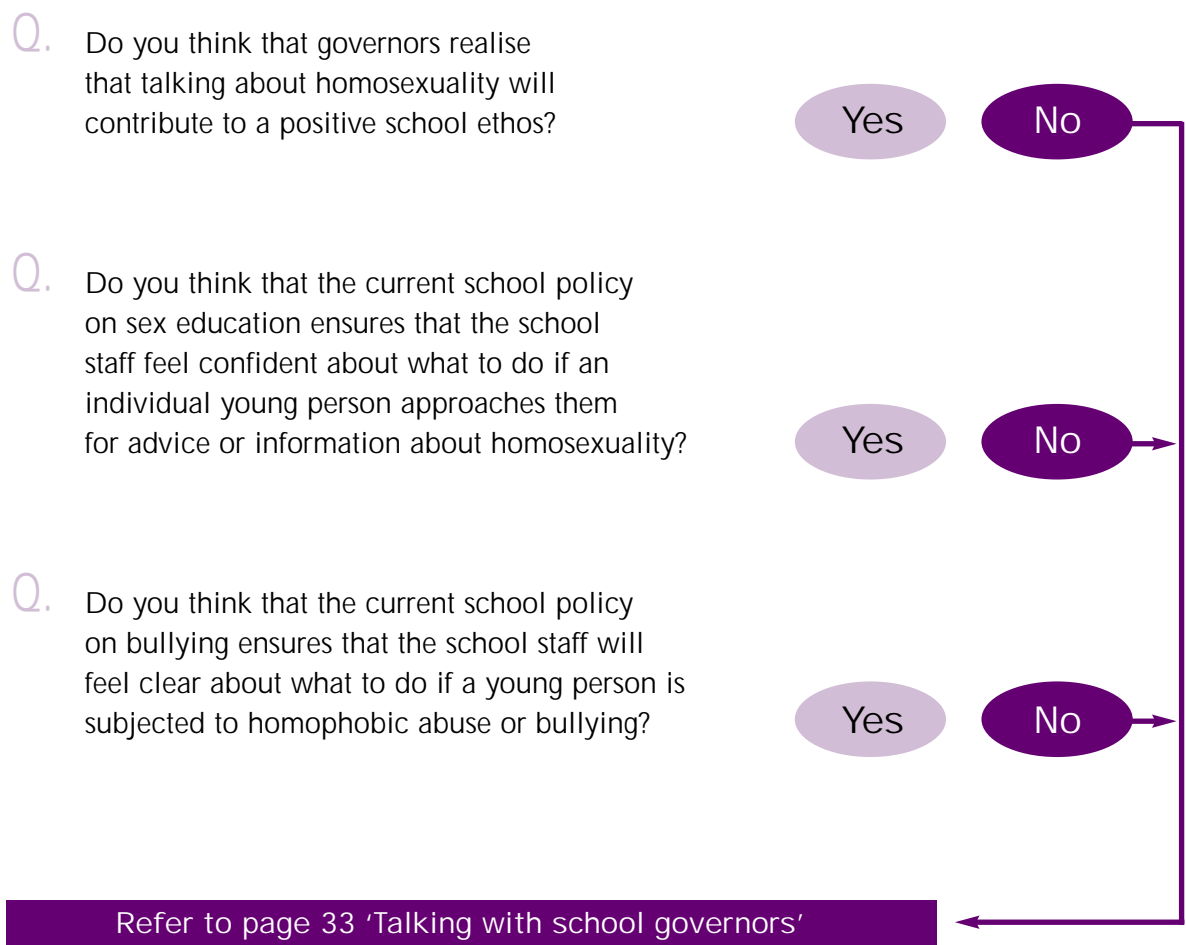 Q. Do you think that governors realise
that talking about homosexuality will
contribute to a positive school ethos?
Yes No
Q. Do you think that the current school policy
on sex education ensures that the school
staff feel confident about what to do if an
individual young person approaches them
for advice or information about homosexuality?
Yes No
Q. Do you think that the current school policy
on bullying ensures that the school staff will
feel clear about what to do if a young person is
subjected to homophobic abuse or bullying?
Yes No
Refer to page 33 'Talking with school governors'